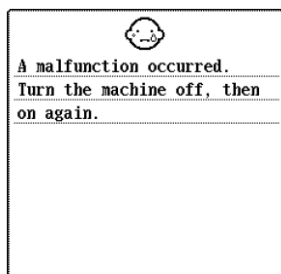 A malfunction occurred.
Turn the machine off, then
on again.